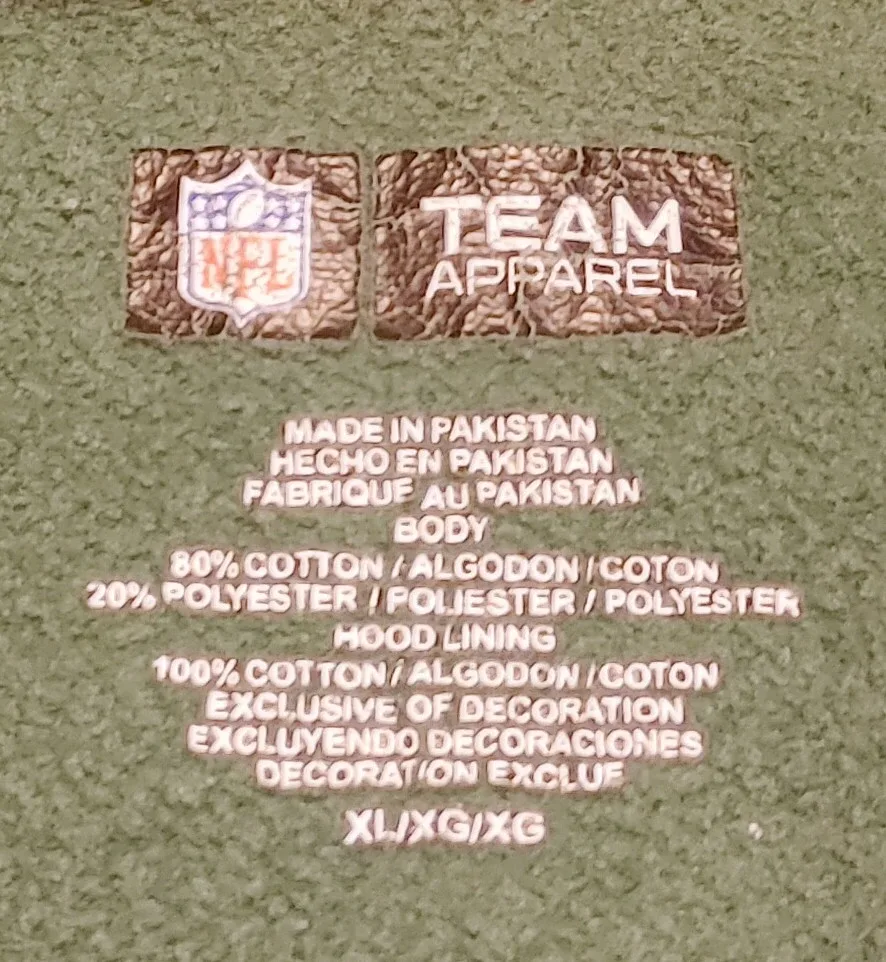 NFL
TEAM
APPAREL
MADE IN PAKISTAN
HECHO EN PAKISTAN
FABRIQUE AU PAKISTAN
BODY
80% COTTON / ALGODON / COTON
20% POLYESTER / POLIESTER / POLYESTER
HOOD LINING
100% COTTON / ALGODON / COTON
EXCLUSIVE OF DECORATION
EXCLUYENDO DECORACIONES
DECORATION EXCLUE
XL/XG/XG